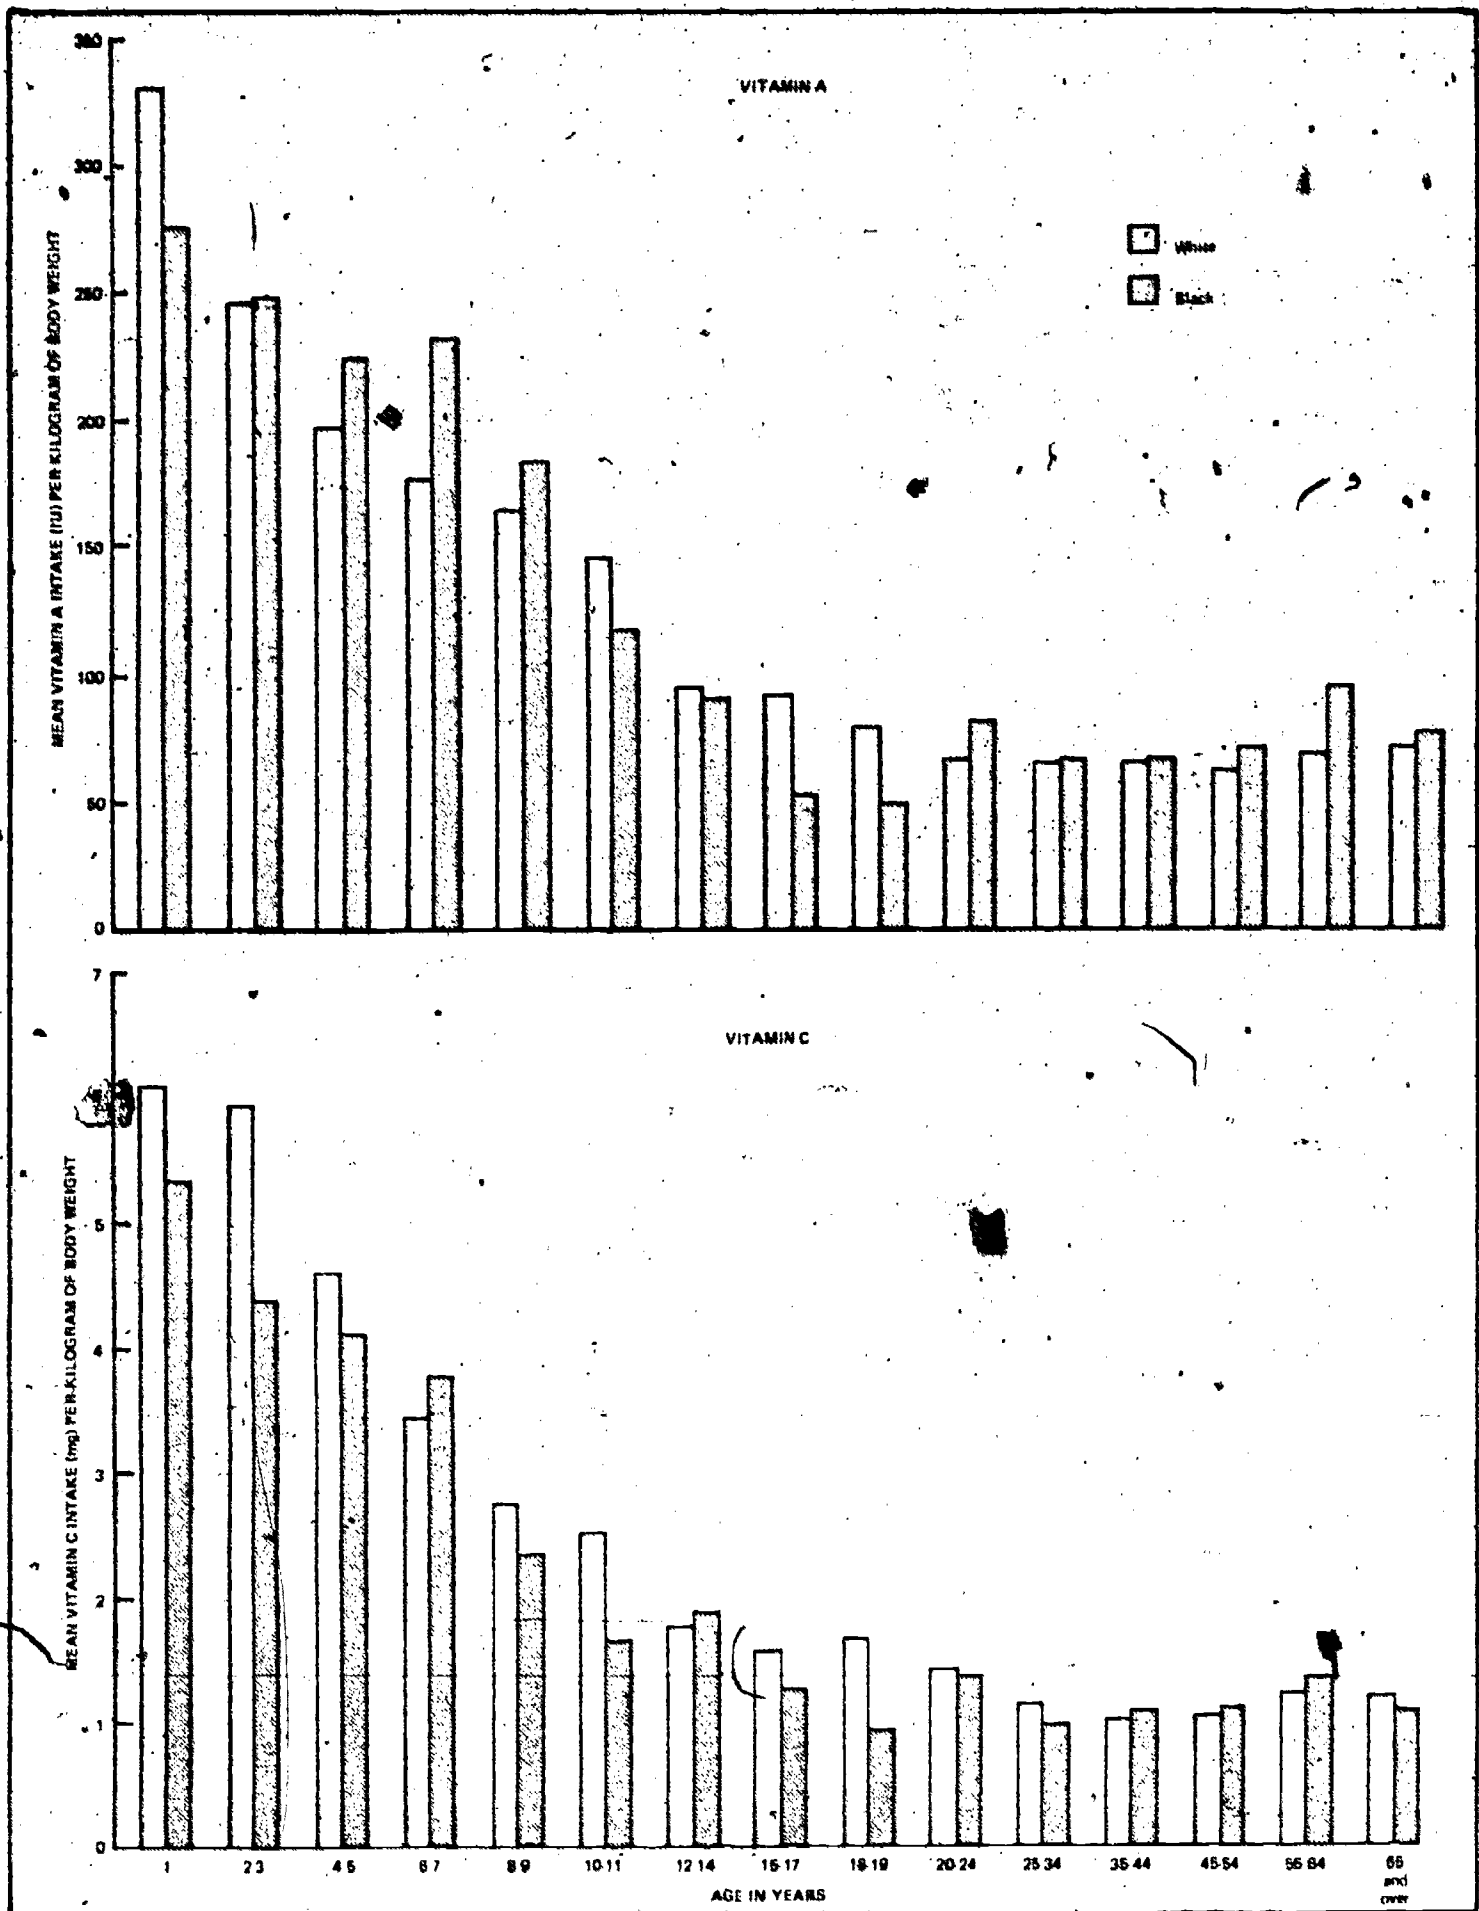 VITAMIN A
350
300
250
200
150
100
50
0
MEAN VITAMIN A INTAKE (IU) PER KILOGRAM OF BODY WEIGHT
White
Black
VITAMIN C
7
5
4
3
2
1
0
MEAN VITAMIN C INTAKE (mg) PER KILOGRAM OF BODY WEIGHT
1 2-3 4-5 6-7 8-9 10-11 12-14 15-17 18-19 20-24 25-34 35-44 45-54 55-64 65
and
over
AGE IN YEARS